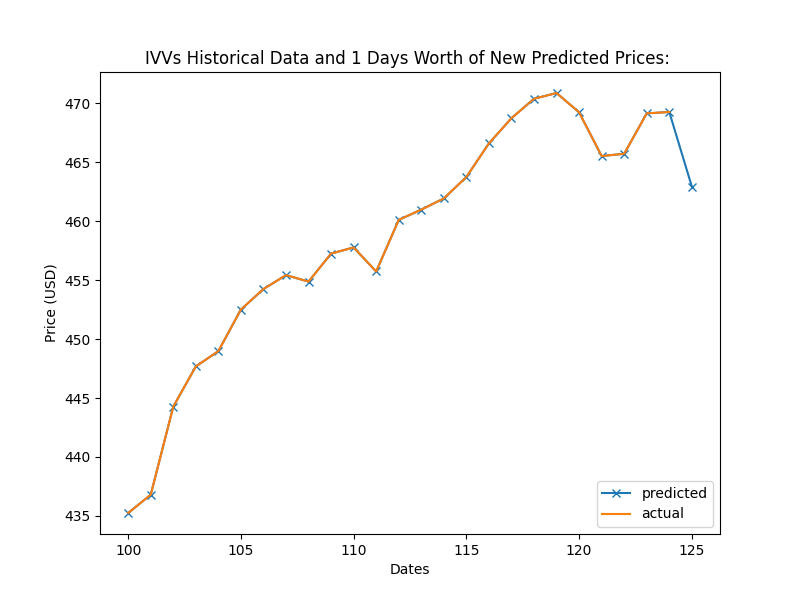 IVVs Historical Data and 1 Days Worth of New Predicted Prices:
470
465
460
455
450
445
440
435
Price (USD)
predicted
actual
100 105 110 115 120 125
Dates